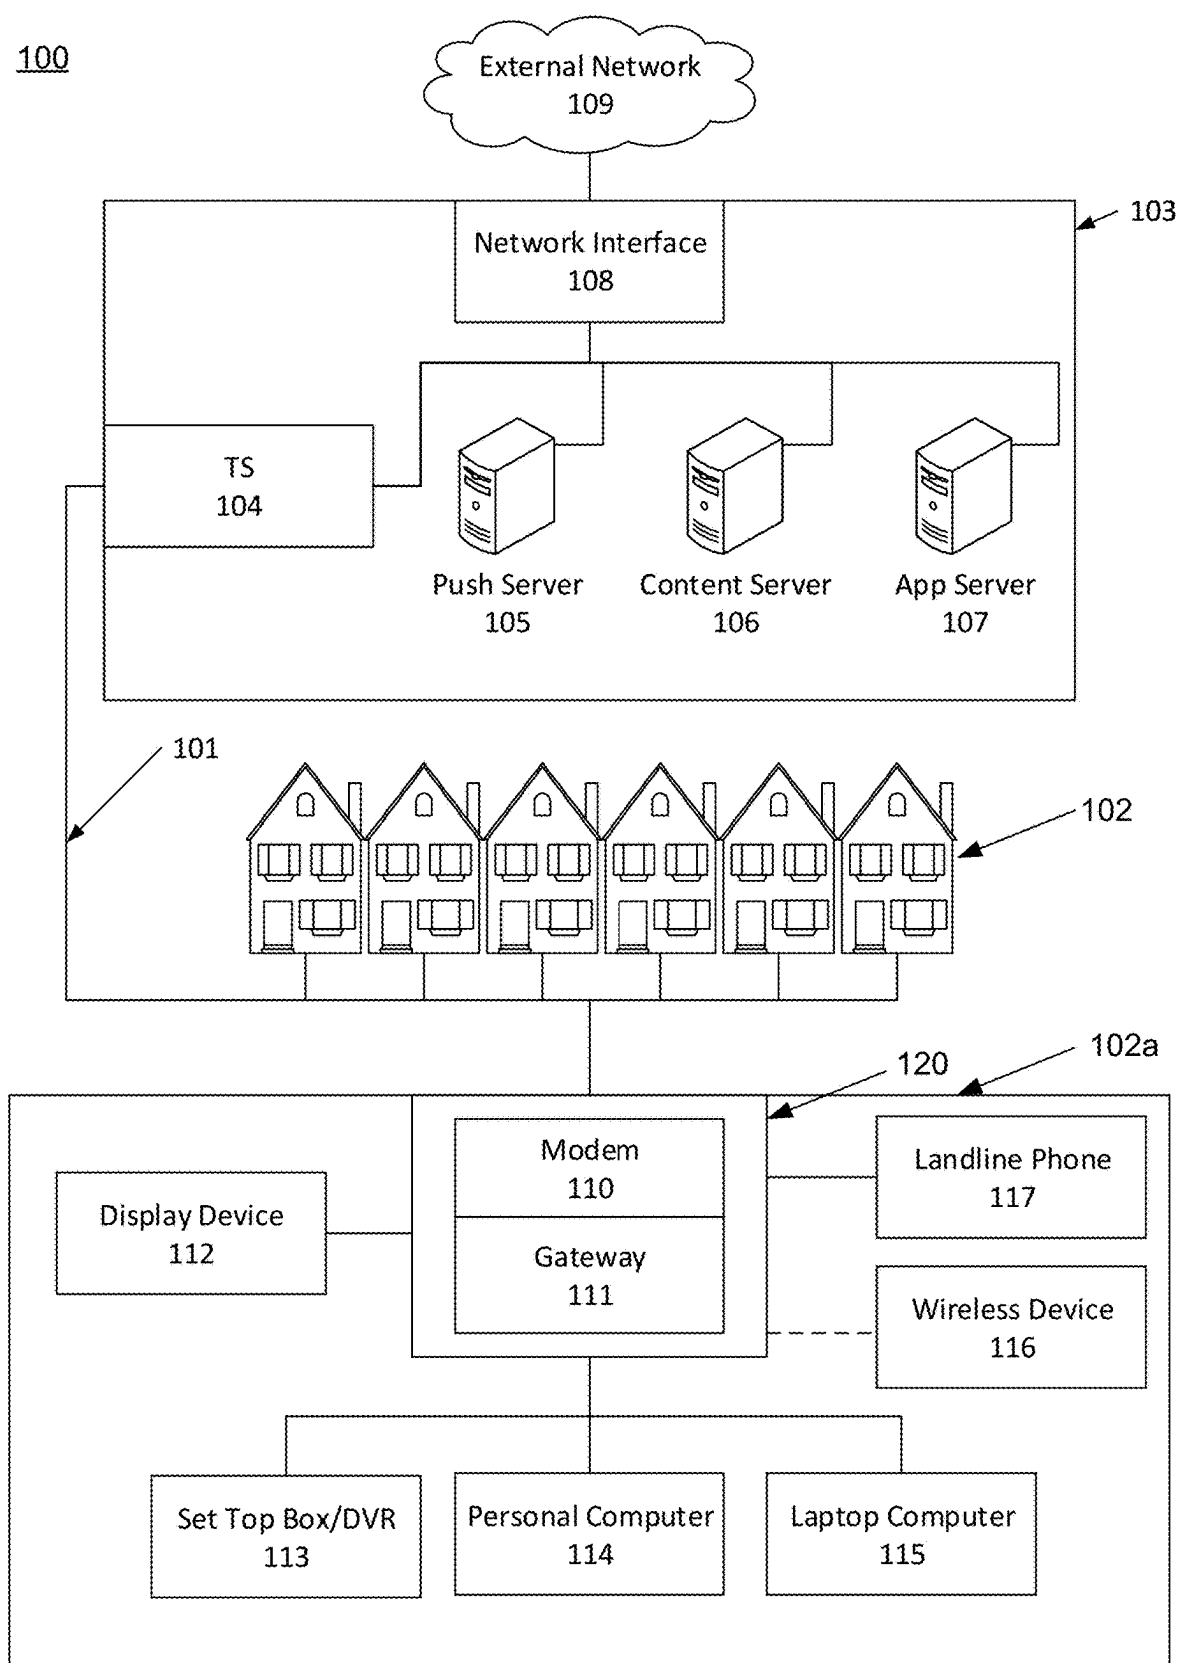 100
External Network
109
103
Network Interface
108
TS
104
Push Server
105
Content Server
106
App Server
107
101
102
102a
120
Modem
110
Landline Phone
117
Display Device
112
Gateway
111
Wireless Device
116
Set Top Box/DVR
113
Personal Computer
114
Laptop Computer
115